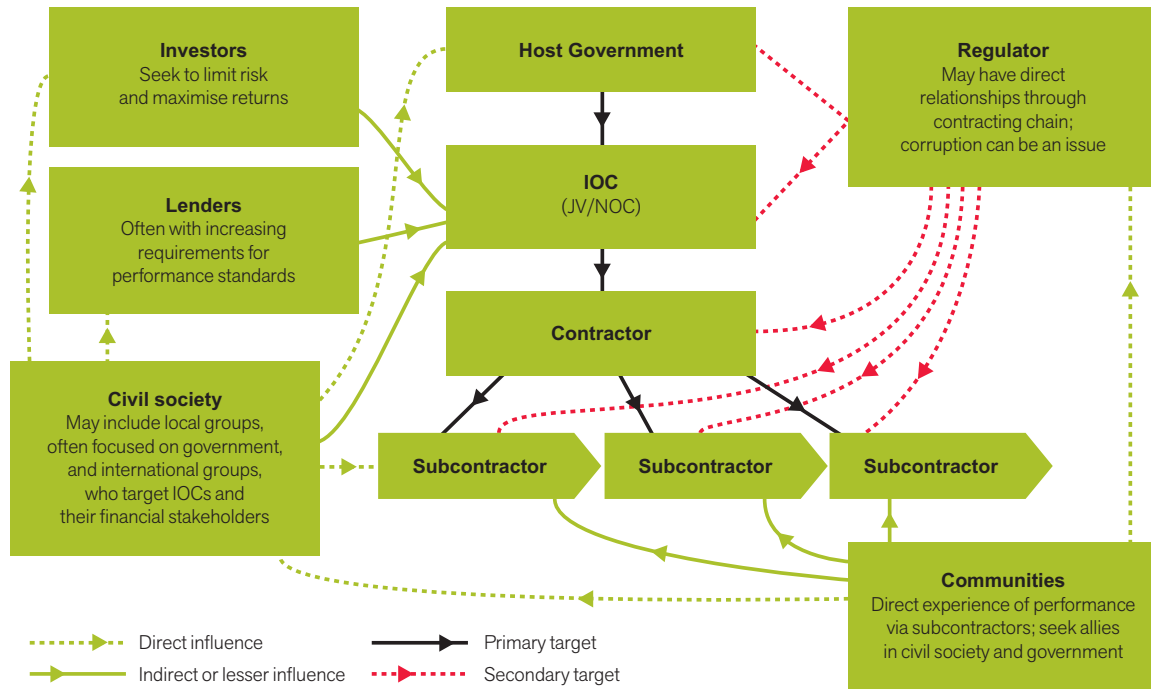 Investors
Seek to limit risk
and maximise returns
Host Government
Regulator
May have direct
relationships through
contracting chain;
corruption can be an issue
Lenders
Often with increasing
requirements for
performance standards
IOC
(JV/NOC)
Contractor
Civil society
May include local groups,
often focused on government,
and international groups,
who target IOCs and
their financial stakeholders
Subcontractor
Subcontractor
Subcontractor
Communities
Direct experience of performance
via subcontractors; seek allies
in civil society and government
Direct influence
Primary target
Indirect or lesser influence
Secondary target